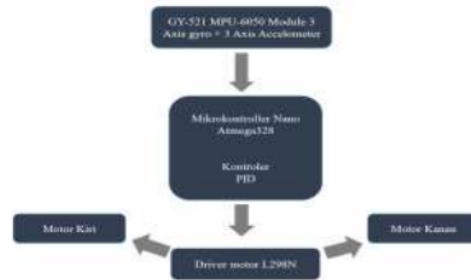 GY-521 MPU-6050 Module 3
Axis gyro + 3 Axis Accelometer
Mikrokontroller Nano
Atmega328
Kontroler
PID
Motor Kiri
Motor Kanan
Driver motor L298N